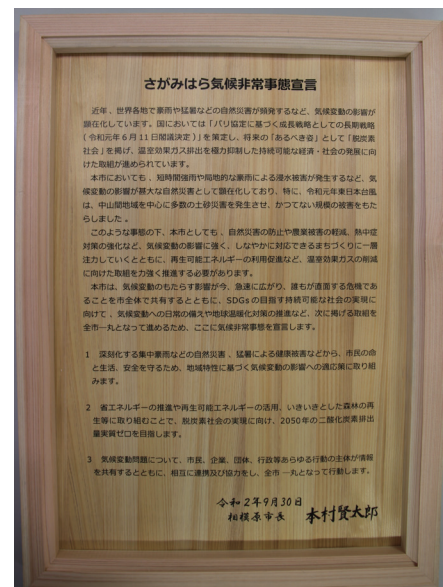 さがみはら気候非常事態宣言
近年、世界各地で豪雨や猛暑などの自然災害が頻発するなど、気候変動の影響が
顕在化しています。国においては「パリ協定に基づく成長戦略としての長期戦略
(令和元年6月11日閣議決定)」を策定し、将来の「あるべき姿」として「脱炭素
社会」を掲げ、温室効果ガス排出を極力抑制した持続可能な経済・社会の発展に向
けた取組が進められています。
本市においても、短時間強雨や局地的な豪雨による浸水被害が発生するなど、気
候変動の影響が甚大な自然災害として顕在化しており、特に、令和元年東日本台風
は、中山間地域を中心に多数の土砂災害を発生させ、かつてない規模の被害をもた
らしました。
このような事態の下、本市としても、自然災害の防止や農業被害の軽減、熱中症
対策の強化など、気候変動の影響に強く、しなやかに対応できるまちづくりに一層
注力していくとともに、再生可能エネルギーの利用促進など、温室効果ガスの削減
に向けた取組を力強く推進する必要があります。
本市は、気候変動のもたらす影響が今、急速に広がり、誰もが直面する危機であ
ることを市全体で共有するとともに、SDGsの目指す持続可能な社会の実現に
向けて、気候変動への日常の備えや地球温暖化対策の推進など、次に掲げる取組を
全市一丸となって進めるため、ここに気候非常事態を宣言します。
1 深刻化する集中豪雨などの自然災害、猛暑による健康被害などから、市民の命
と生活、安全を守るため、地域特性に基づく気候変動の影響への適応策に取り組
みます。
2 省エネルギーの推進や再生可能エネルギーの活用、いきいきとした森林の再
生等に取り組むことで、脱炭素社会の実現に向け、2050年の二酸化炭素排出
量実質ゼロを目指します。
3 気候変動問題について、市民、企業、団体、行政等あらゆる行動の主体が情報
を共有するとともに、相互に連携及び協力をし、全市一丸となって行動します。
令和2年9月30日
相模原市長 本村賢太郎